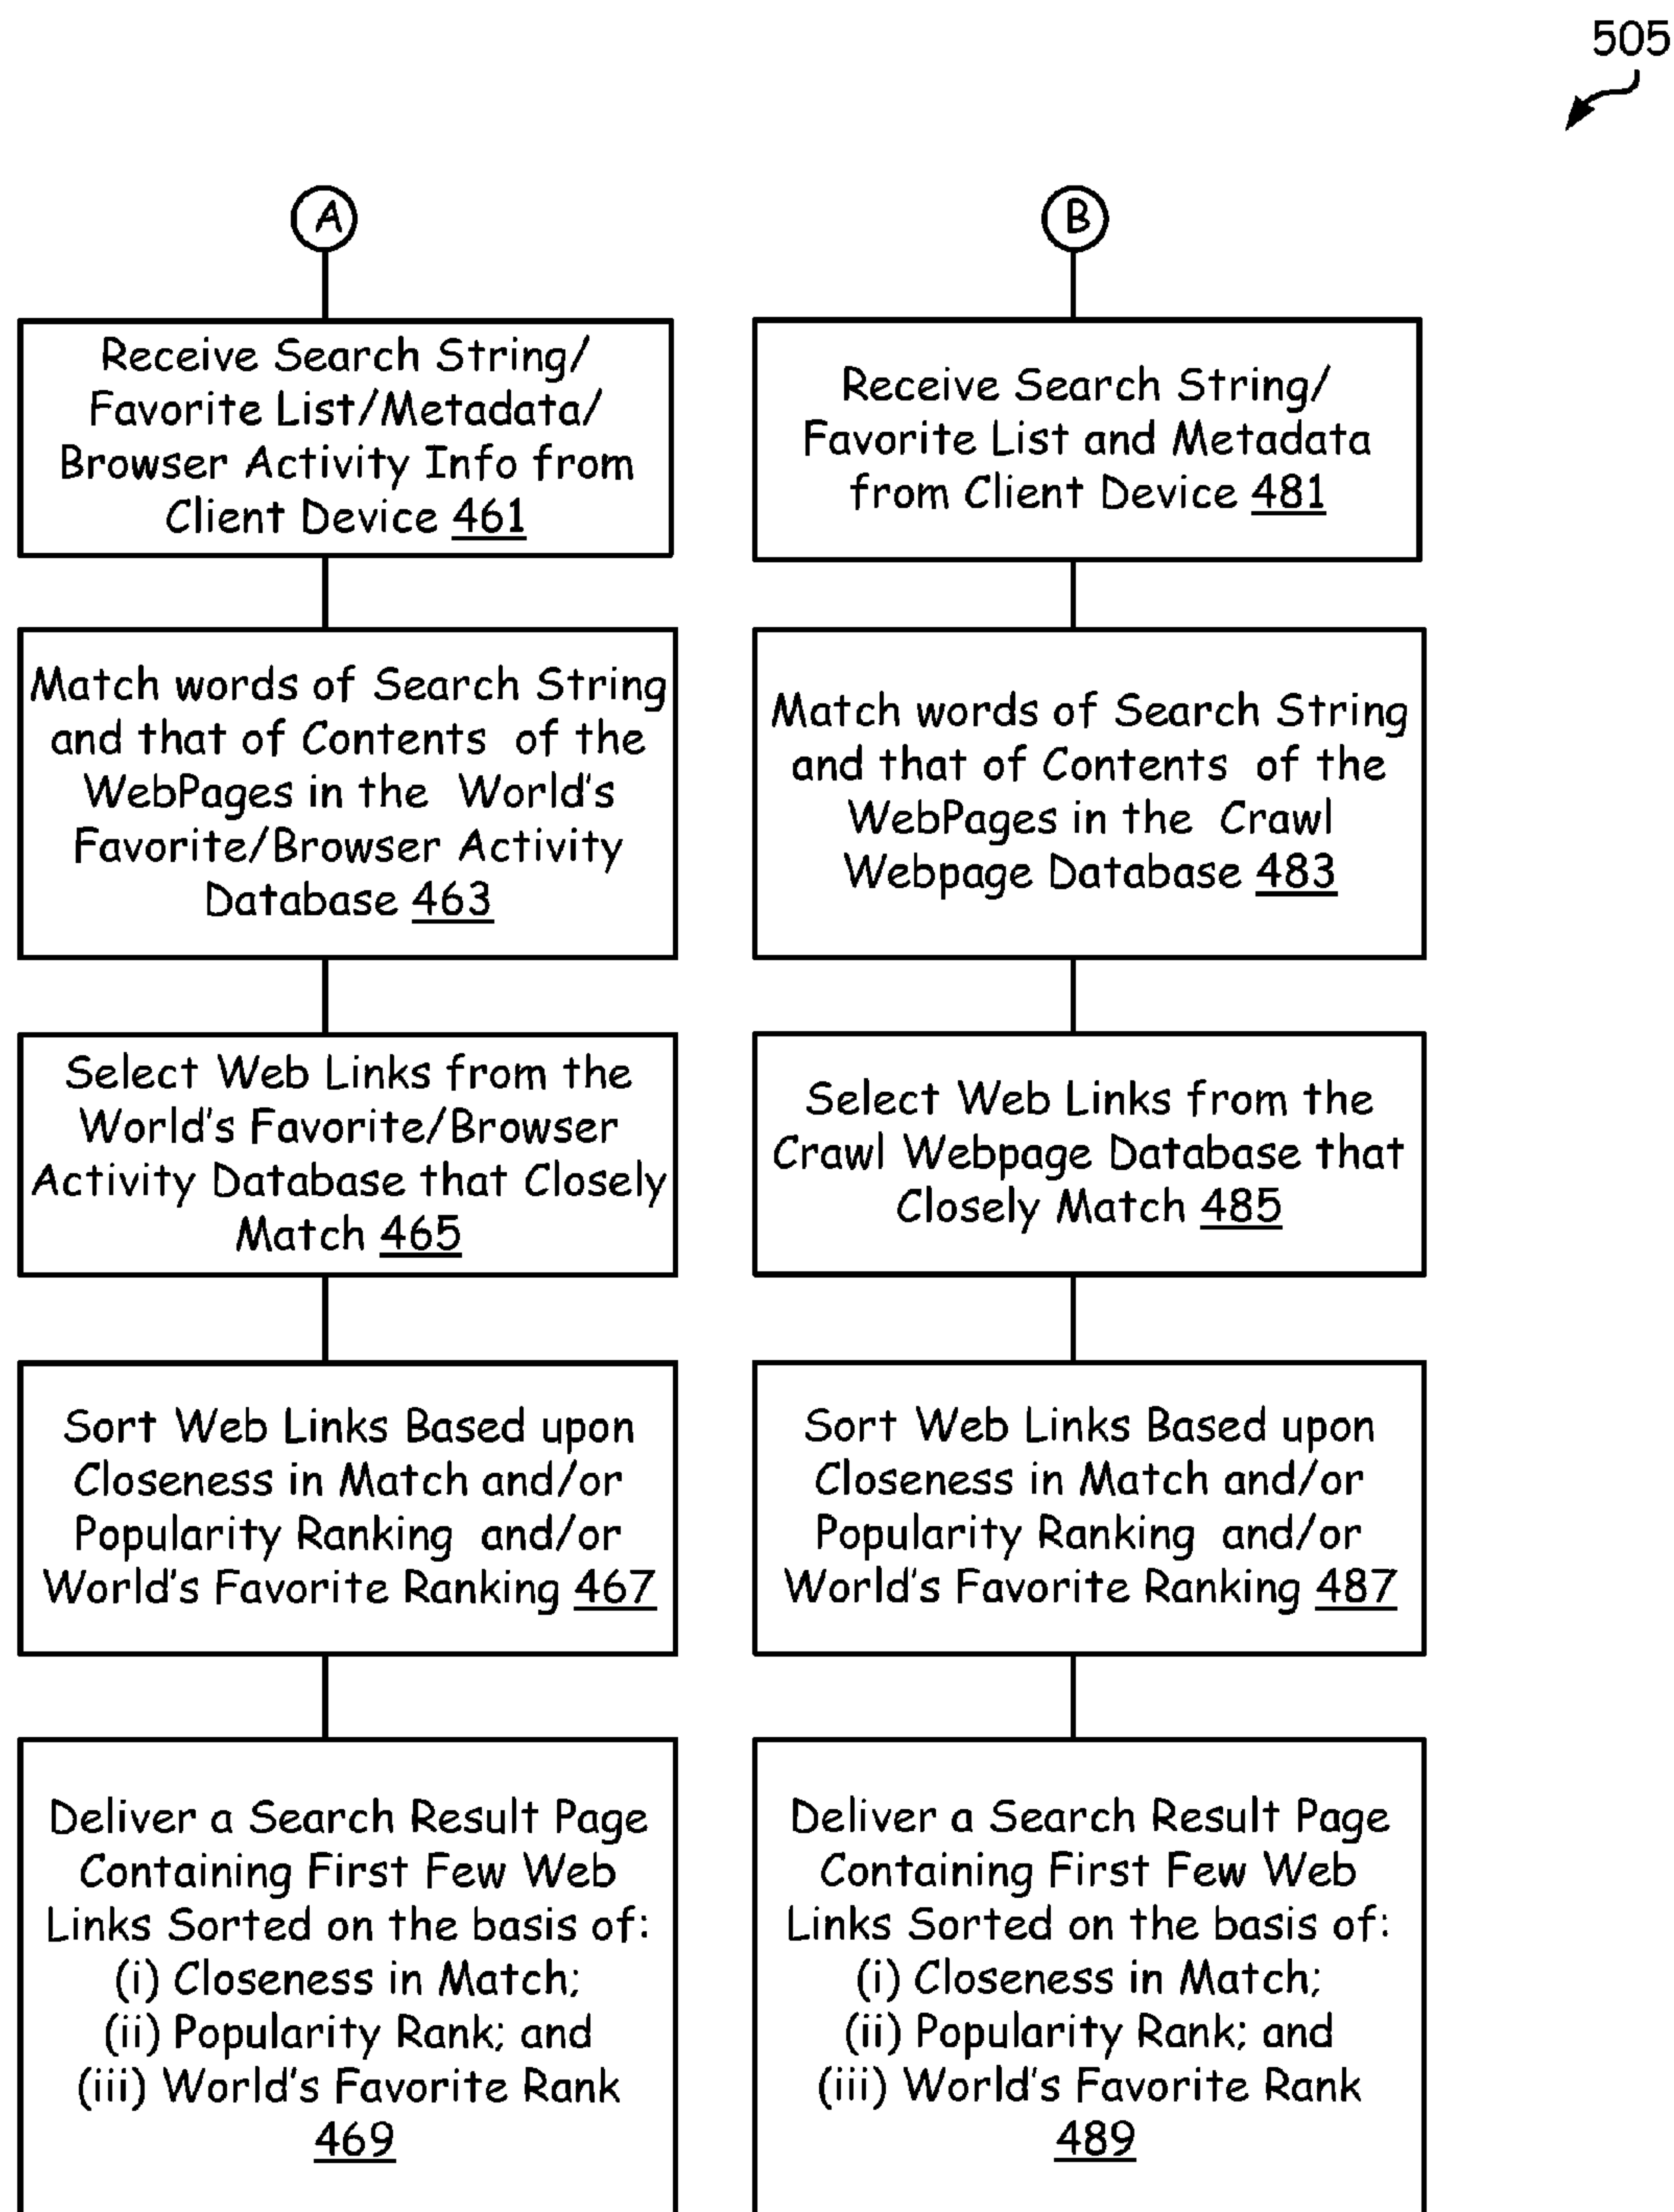 505
A
Receive Search String/
Favorite List/Metadata/
Browser Activity Info from
Client Device 461
Match words of Search String
and that of Contents of the
WebPages in the World's
Favorite/Browser Activity
Database 463
Select Web Links from the
World's Favorite/Browser
Activity Database that Closely
Match 465
Sort Web Links Based upon
Closeness in Match and/or
Popularity Ranking and/or
World's Favorite Ranking 467
Deliver a Search Result Page
Containing First Few Web
Links Sorted on the basis of:
(i) Closeness in Match;
(ii) Popularity Rank; and
(iii) World's Favorite Rank
469
B
Receive Search String/
Favorite List and Metadata
from Client Device 481
Match words of Search String
and that of Contents of the
WebPages in the Crawl
Webpage Database 483
Select Web Links from the
Crawl Webpage Database that
Closely Match 485
Sort Web Links Based upon
Closeness in Match and/or
Popularity Ranking and/or
World's Favorite Ranking 487
Deliver a Search Result Page
Containing First Few Web
Links Sorted on the basis of:
(i) Closeness in Match;
(ii) Popularity Rank; and
(iii) World's Favorite Rank
489